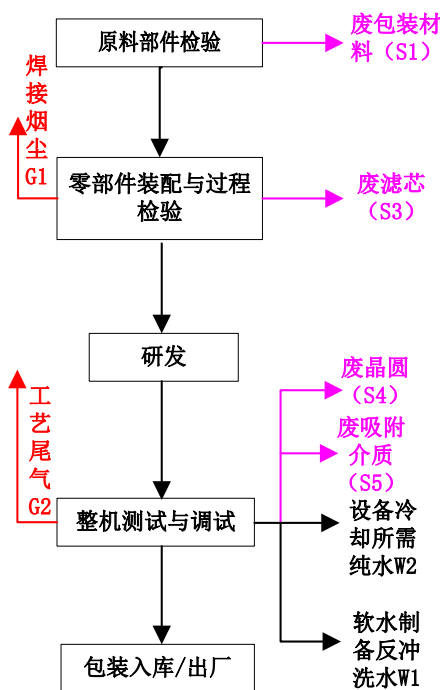 原料部件检验
废包装材
料（S1）
焊
接
烟
尘
G1
零部件装配与过程
检验
废滤芯
（S3）
研发
工
艺
尾
气
G2
废晶圆
（S4）
废吸附
介质
（S5）
整机测试与调试
设备冷
却所需
纯水W2
软水制
备反冲
洗水W1
包装入库/出厂